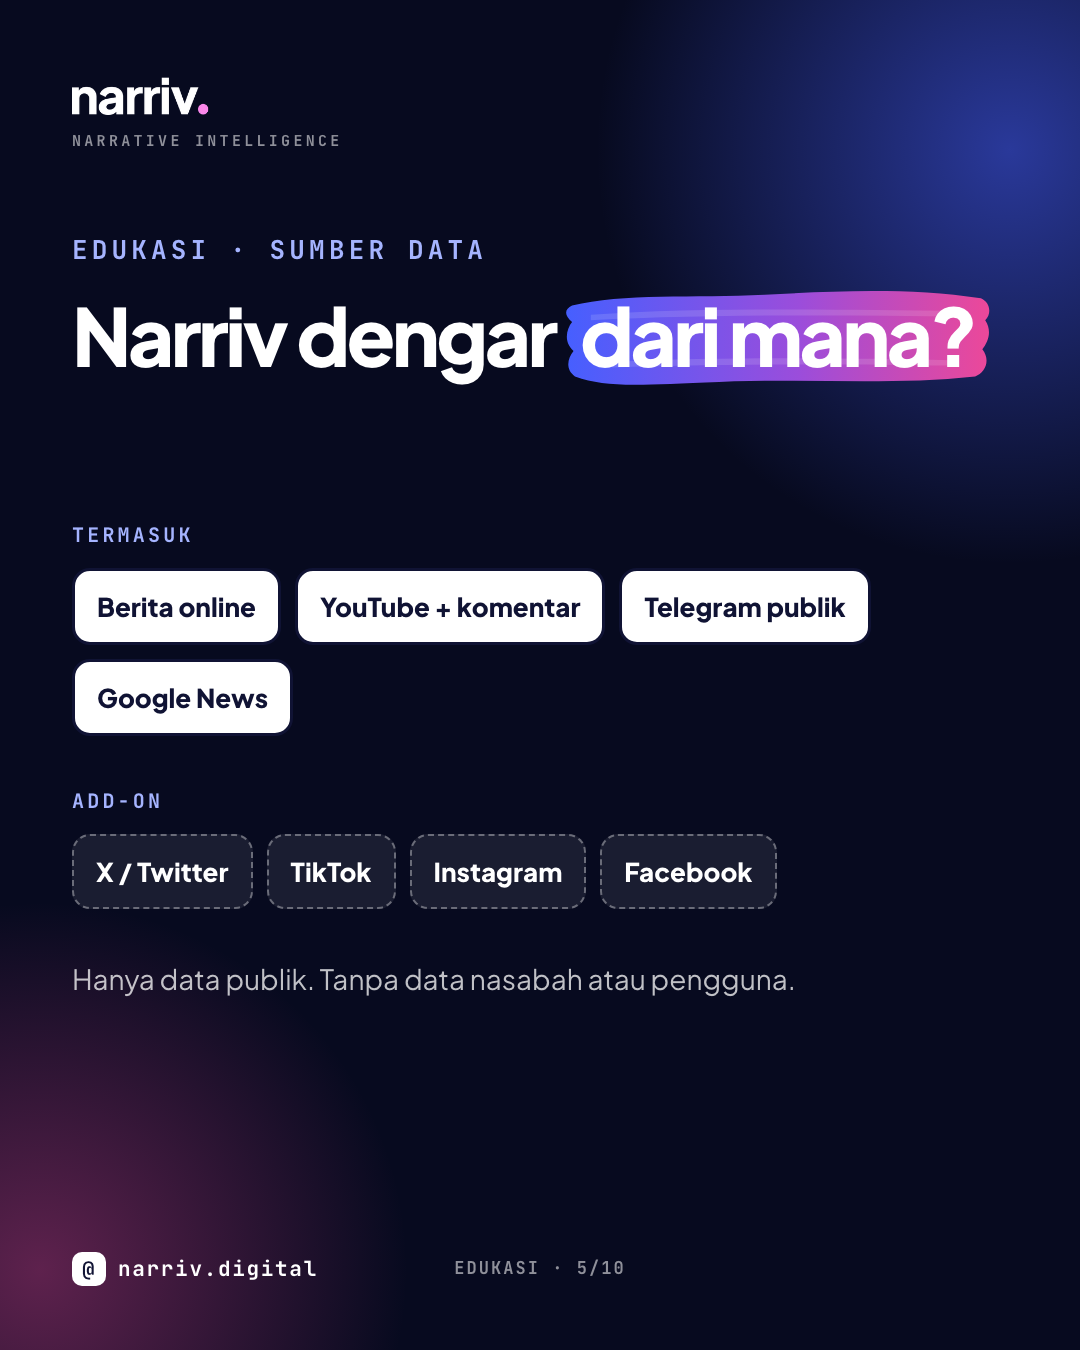 narriv.
NARRATIVE INTELLIGENCE
EDUKASI · SUMBER DATA
Narriv dengar dari mana?
TERMASUK
Berita online
YouTube + komentar
Telegram publik
Google News
ADD-ON
X / Twitter
TikTok
Instagram
Facebook
Hanya data publik. Tanpa data nasabah atau pengguna.
@ narriv.digital
EDUKASI · 5/10